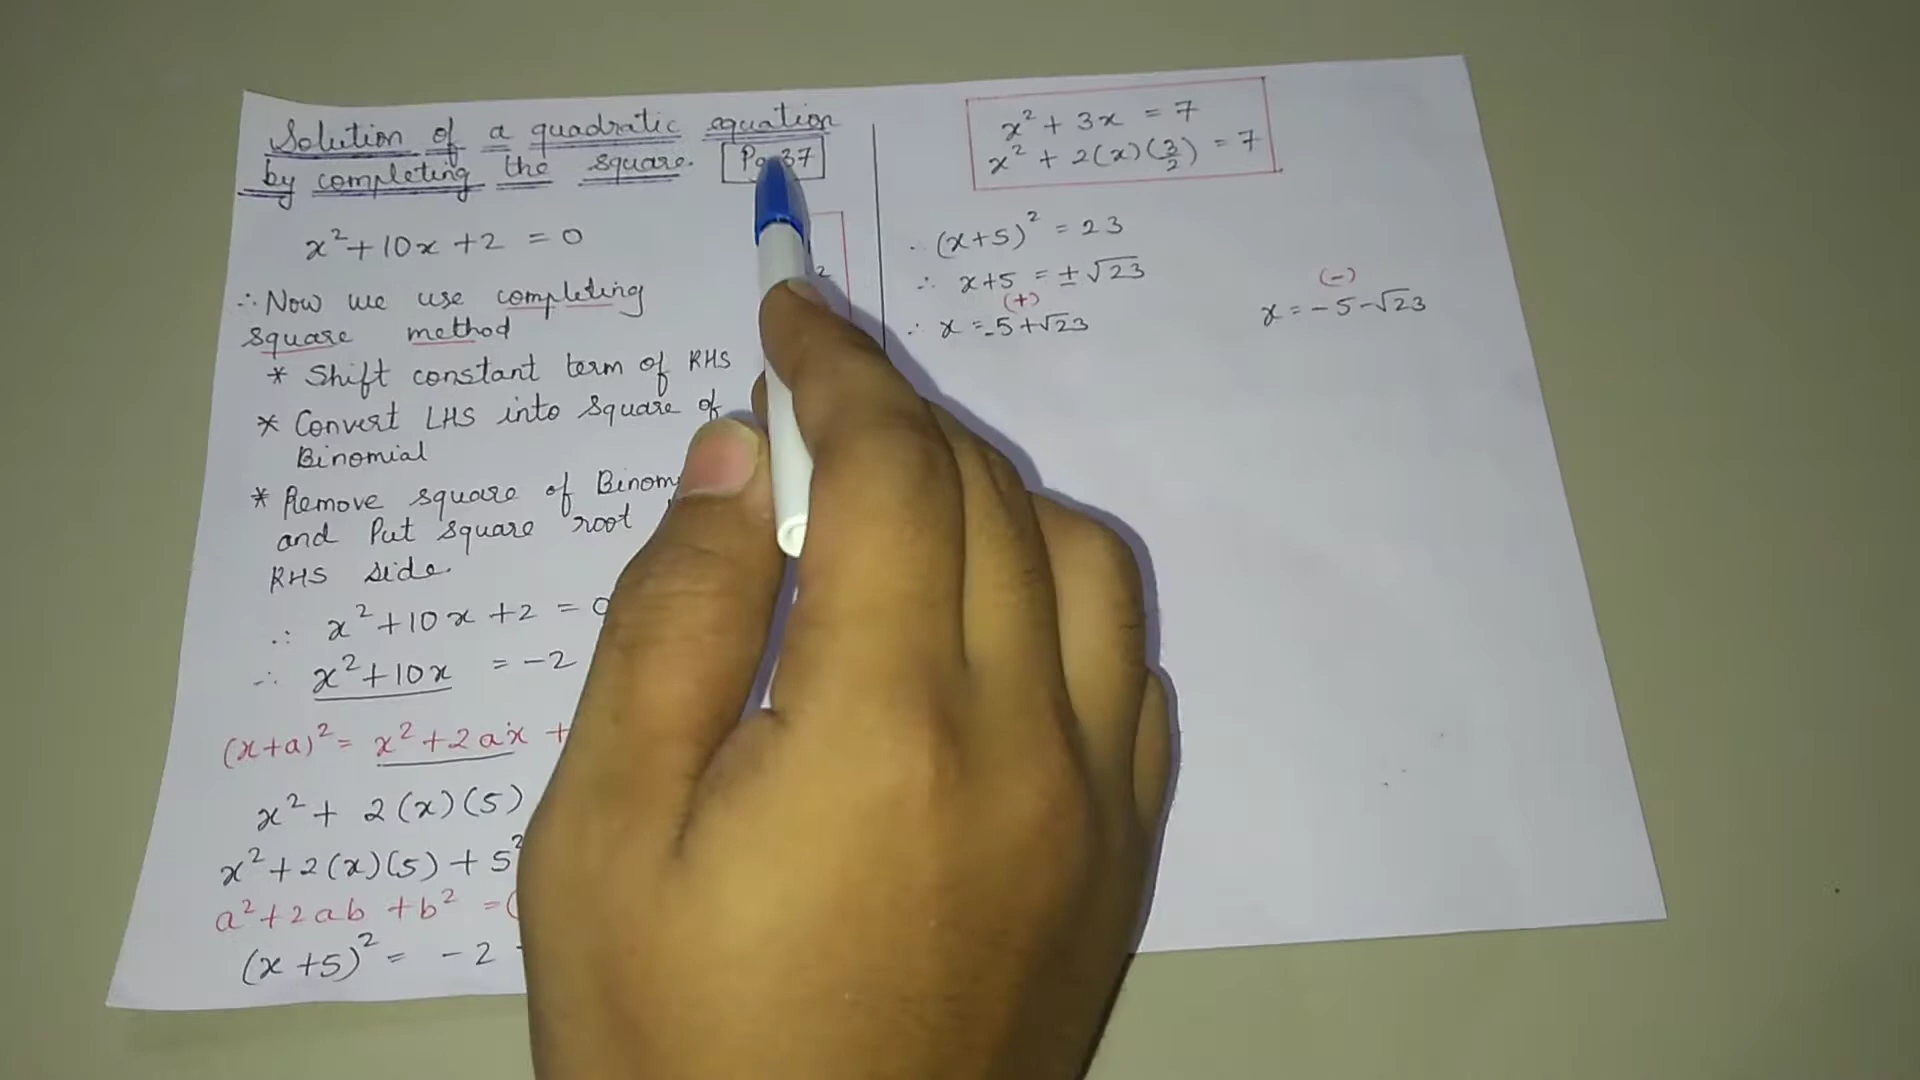 Solution of a quadratic equation
by completing the square.
x² + 10x + 2 = 0
∴ Now we use completing
square method
* Shift constant term of RHS
* Convert LHS into square of
Binomial
* Remove square of
and Put square root
RHS side.
∴ x² + 10x + 2 = 0
∴ x² + 10x = -2
(x+a)² = x² + 2ax +
x² + 2(x)(5)
x² + 2(x)(5) + 5²
a² + 2ab + b² = (
(x+5)² = -2
x² + 3x = 7
x² + 2(x)(3/2) = 7
∴ (x+5)² = 23
∴ x+5 = ±√23
(+)
∴ x = -5+√23
(-)
x = -5-√23